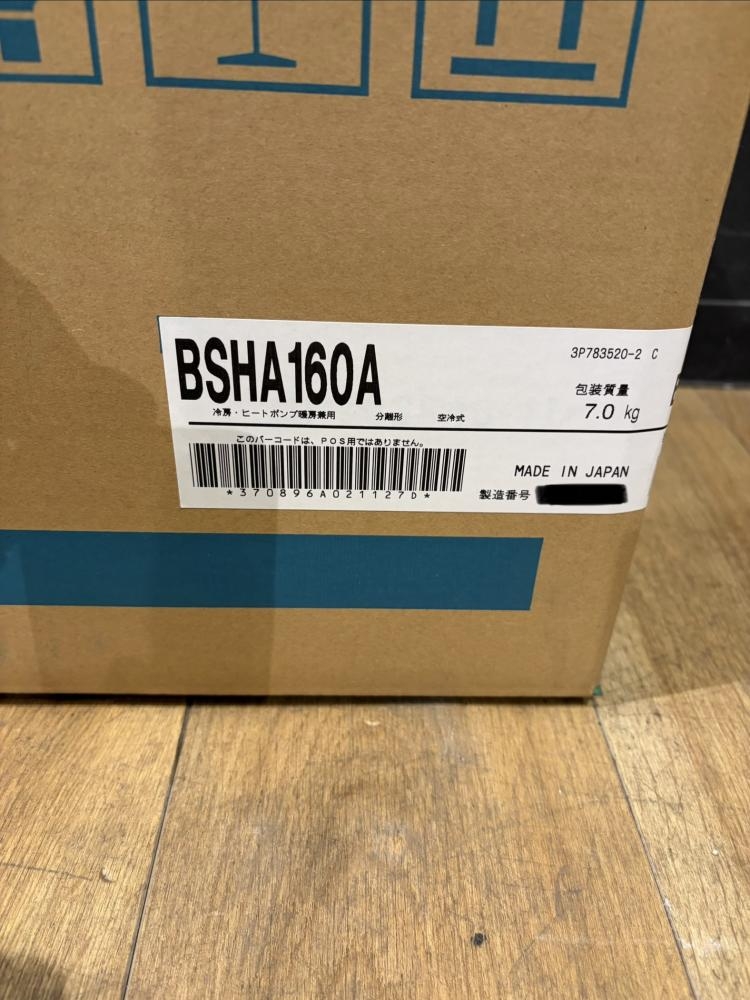 BSHA160A
3P783520-2 C
冷房・ヒートポンプ暖房兼用 分離形 空冷式
包装質量
7.0 kg
このバーコードは、POS用ではありません。
*370896A021127D*
MADE IN JAPAN
製造番号